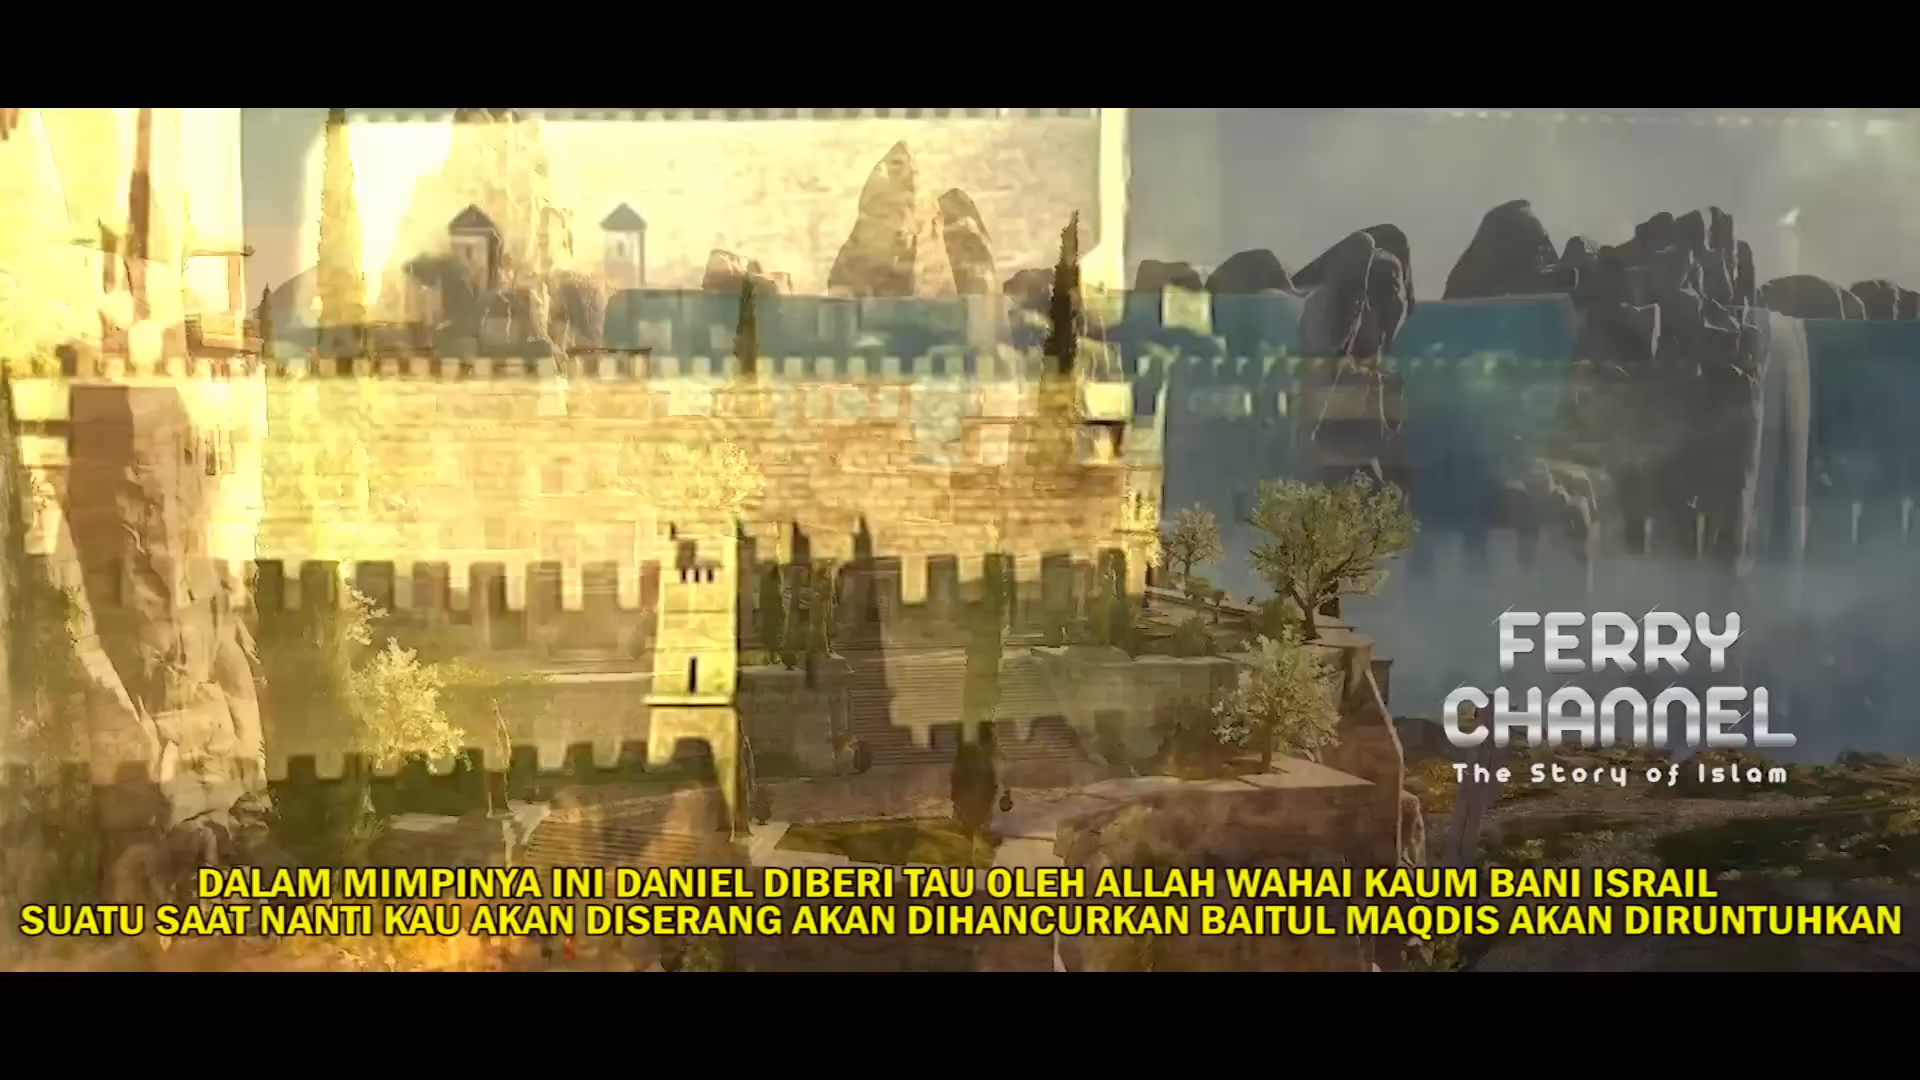 FERRY
CHANNEL
The Story of Islam
DALAM MIMPINYA INI DANIEL DIBERI TAU OLEH ALLAH WAHAI KAUM BANI ISRAIL
SUATU SAAT NANTI KAU AKAN DISERANG AKAN DIHANCURKAN BAITUL MAQDIS AKAN DIRUNTUHKAN